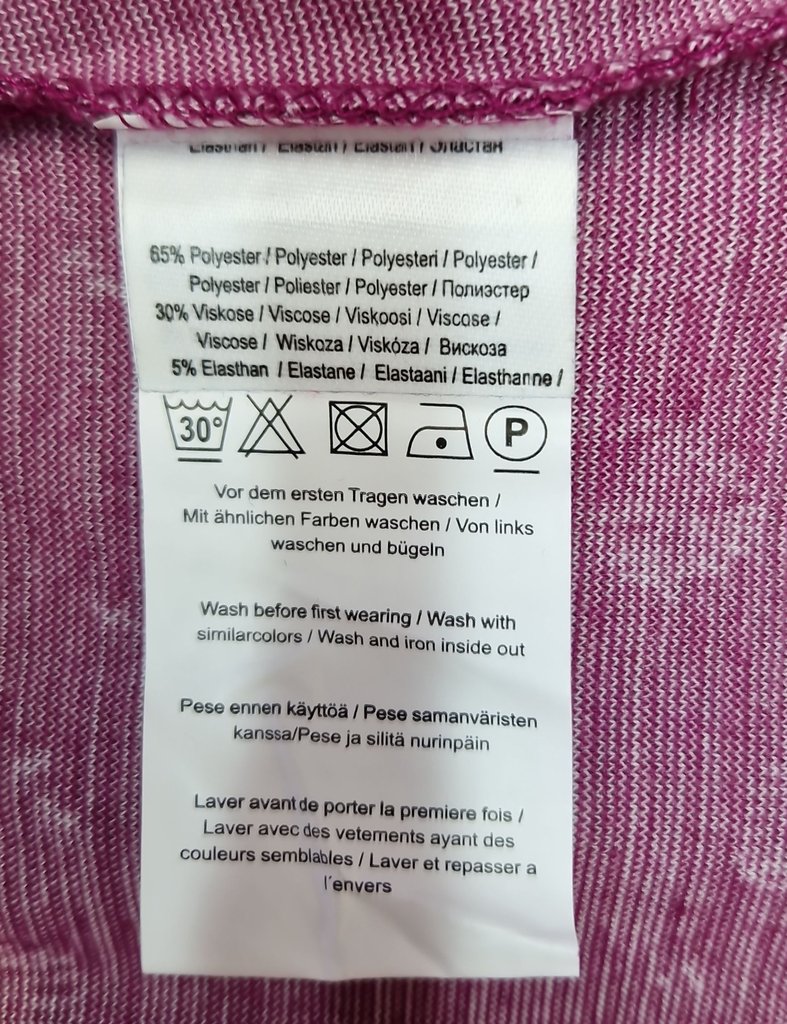 65% Polyester / Polyester / Polyesteri / Polyester /
Polyester / Poliester / Polyester / Полиэстер
30% Viskose / Viscose / Viskoosi / Viscose /
Viscose / Wiskoza / Viskóza / Вискоза
5% Elasthan / Elastane / Elastaani / Elasthanne /
30° P
Vor dem ersten Tragen waschen /
Mit ähnlichen Farben waschen / Von links
waschen und bügeln
Wash before first wearing / Wash with
similarcolors / Wash and iron inside out
Pese ennen käyttöä / Pese samanväristen
kanssa/Pese ja silitä nurinpäin
Laver avant de porter la premiere fois /
Laver avec des vetements ayant des
couleurs semblables / Laver et repasser a
l´envers